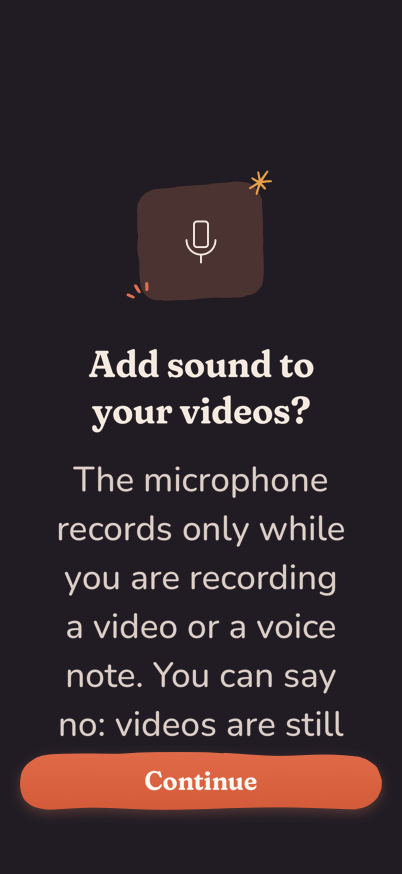 Add sound to
your videos?
The microphone
records only while
you are recording
a video or a voice
note. You can say
no: videos are still
Continue